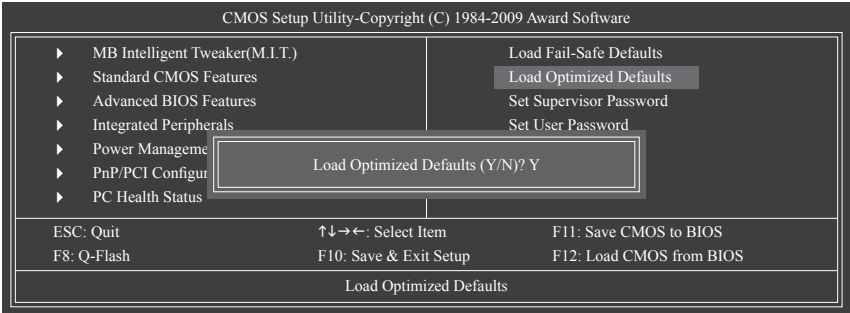 CMOS Setup Utility-Copyright (C) 1984-2009 Award Software
MB Intelligent Tweaker(M.I.T.)
Standard CMOS Features
Advanced BIOS Features
Integrated Peripherals
Power Manageme
PnP/PCI Configur
PC Health Status
Load Fail-Safe Defaults
Load Optimized Defaults
Set Supervisor Password
Set User Password
Load Optimized Defaults (Y/N)? Y
ESC: Quit ↑↓→←: Select Item F11: Save CMOS to BIOS
F8: Q-Flash F10: Save & Exit Setup F12: Load CMOS from BIOS
Load Optimized Defaults